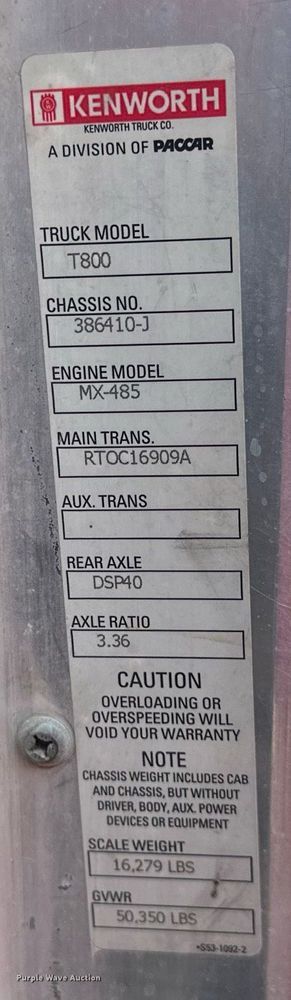 KENWORTH
KENWORTH TRUCK CO.
A DIVISION OF PACCAR
TRUCK MODEL
T800
CHASSIS NO.
386410-J
ENGINE MODEL
MX-485
MAIN TRANS.
RTOC16909A
AUX. TRANS
REAR AXLE
DSP40
AXLE RATIO
3.36
CAUTION
OVERLOADING OR
OVERSPEEDING WILL
VOID YOUR WARRANTY
NOTE
CHASSIS WEIGHT INCLUDES CAB
AND CHASSIS, BUT WITHOUT
DRIVER, BODY, AUX. POWER
DEVICES OR EQUIPMENT
SCALE WEIGHT
16,279 LBS
GVWR
50,350 LBS
•S53-1092-2
Purple Wave Auction